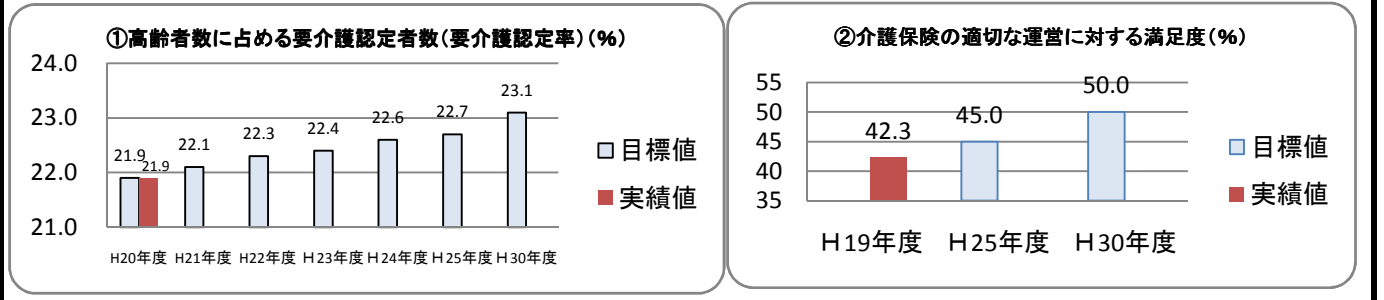 ①高齢者数に占める要介護認定者数（要介護認定率）（%）
24.0
23.0
22.0
21.0
21.9
21.9
22.1
22.3
22.4
22.6
22.7
23.1
H20年度 H21年度 H22年度 Ｈ23年度 Ｈ24年度 Ｈ25年度 Ｈ30年度
目標値
実績値
②介護保険の適切な運営に対する満足度（%）
55
50
45
40
35
42.3
45.0
50.0
Ｈ19年度 Ｈ25年度 Ｈ30年度
目標値
実績値